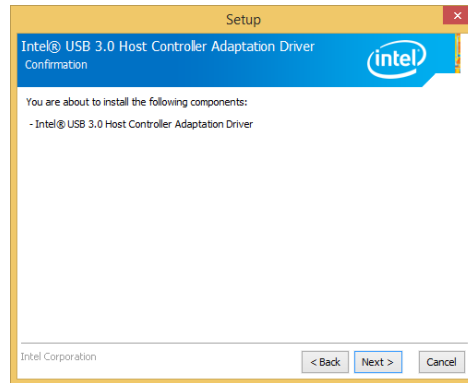 Setup
Intel® USB 3.0 Host Controller Adaptation Driver
Confirmation
intel
You are about to install the following components:
- Intel® USB 3.0 Host Controller Adaptation Driver
Intel Corporation
< Back
Next >
Cancel